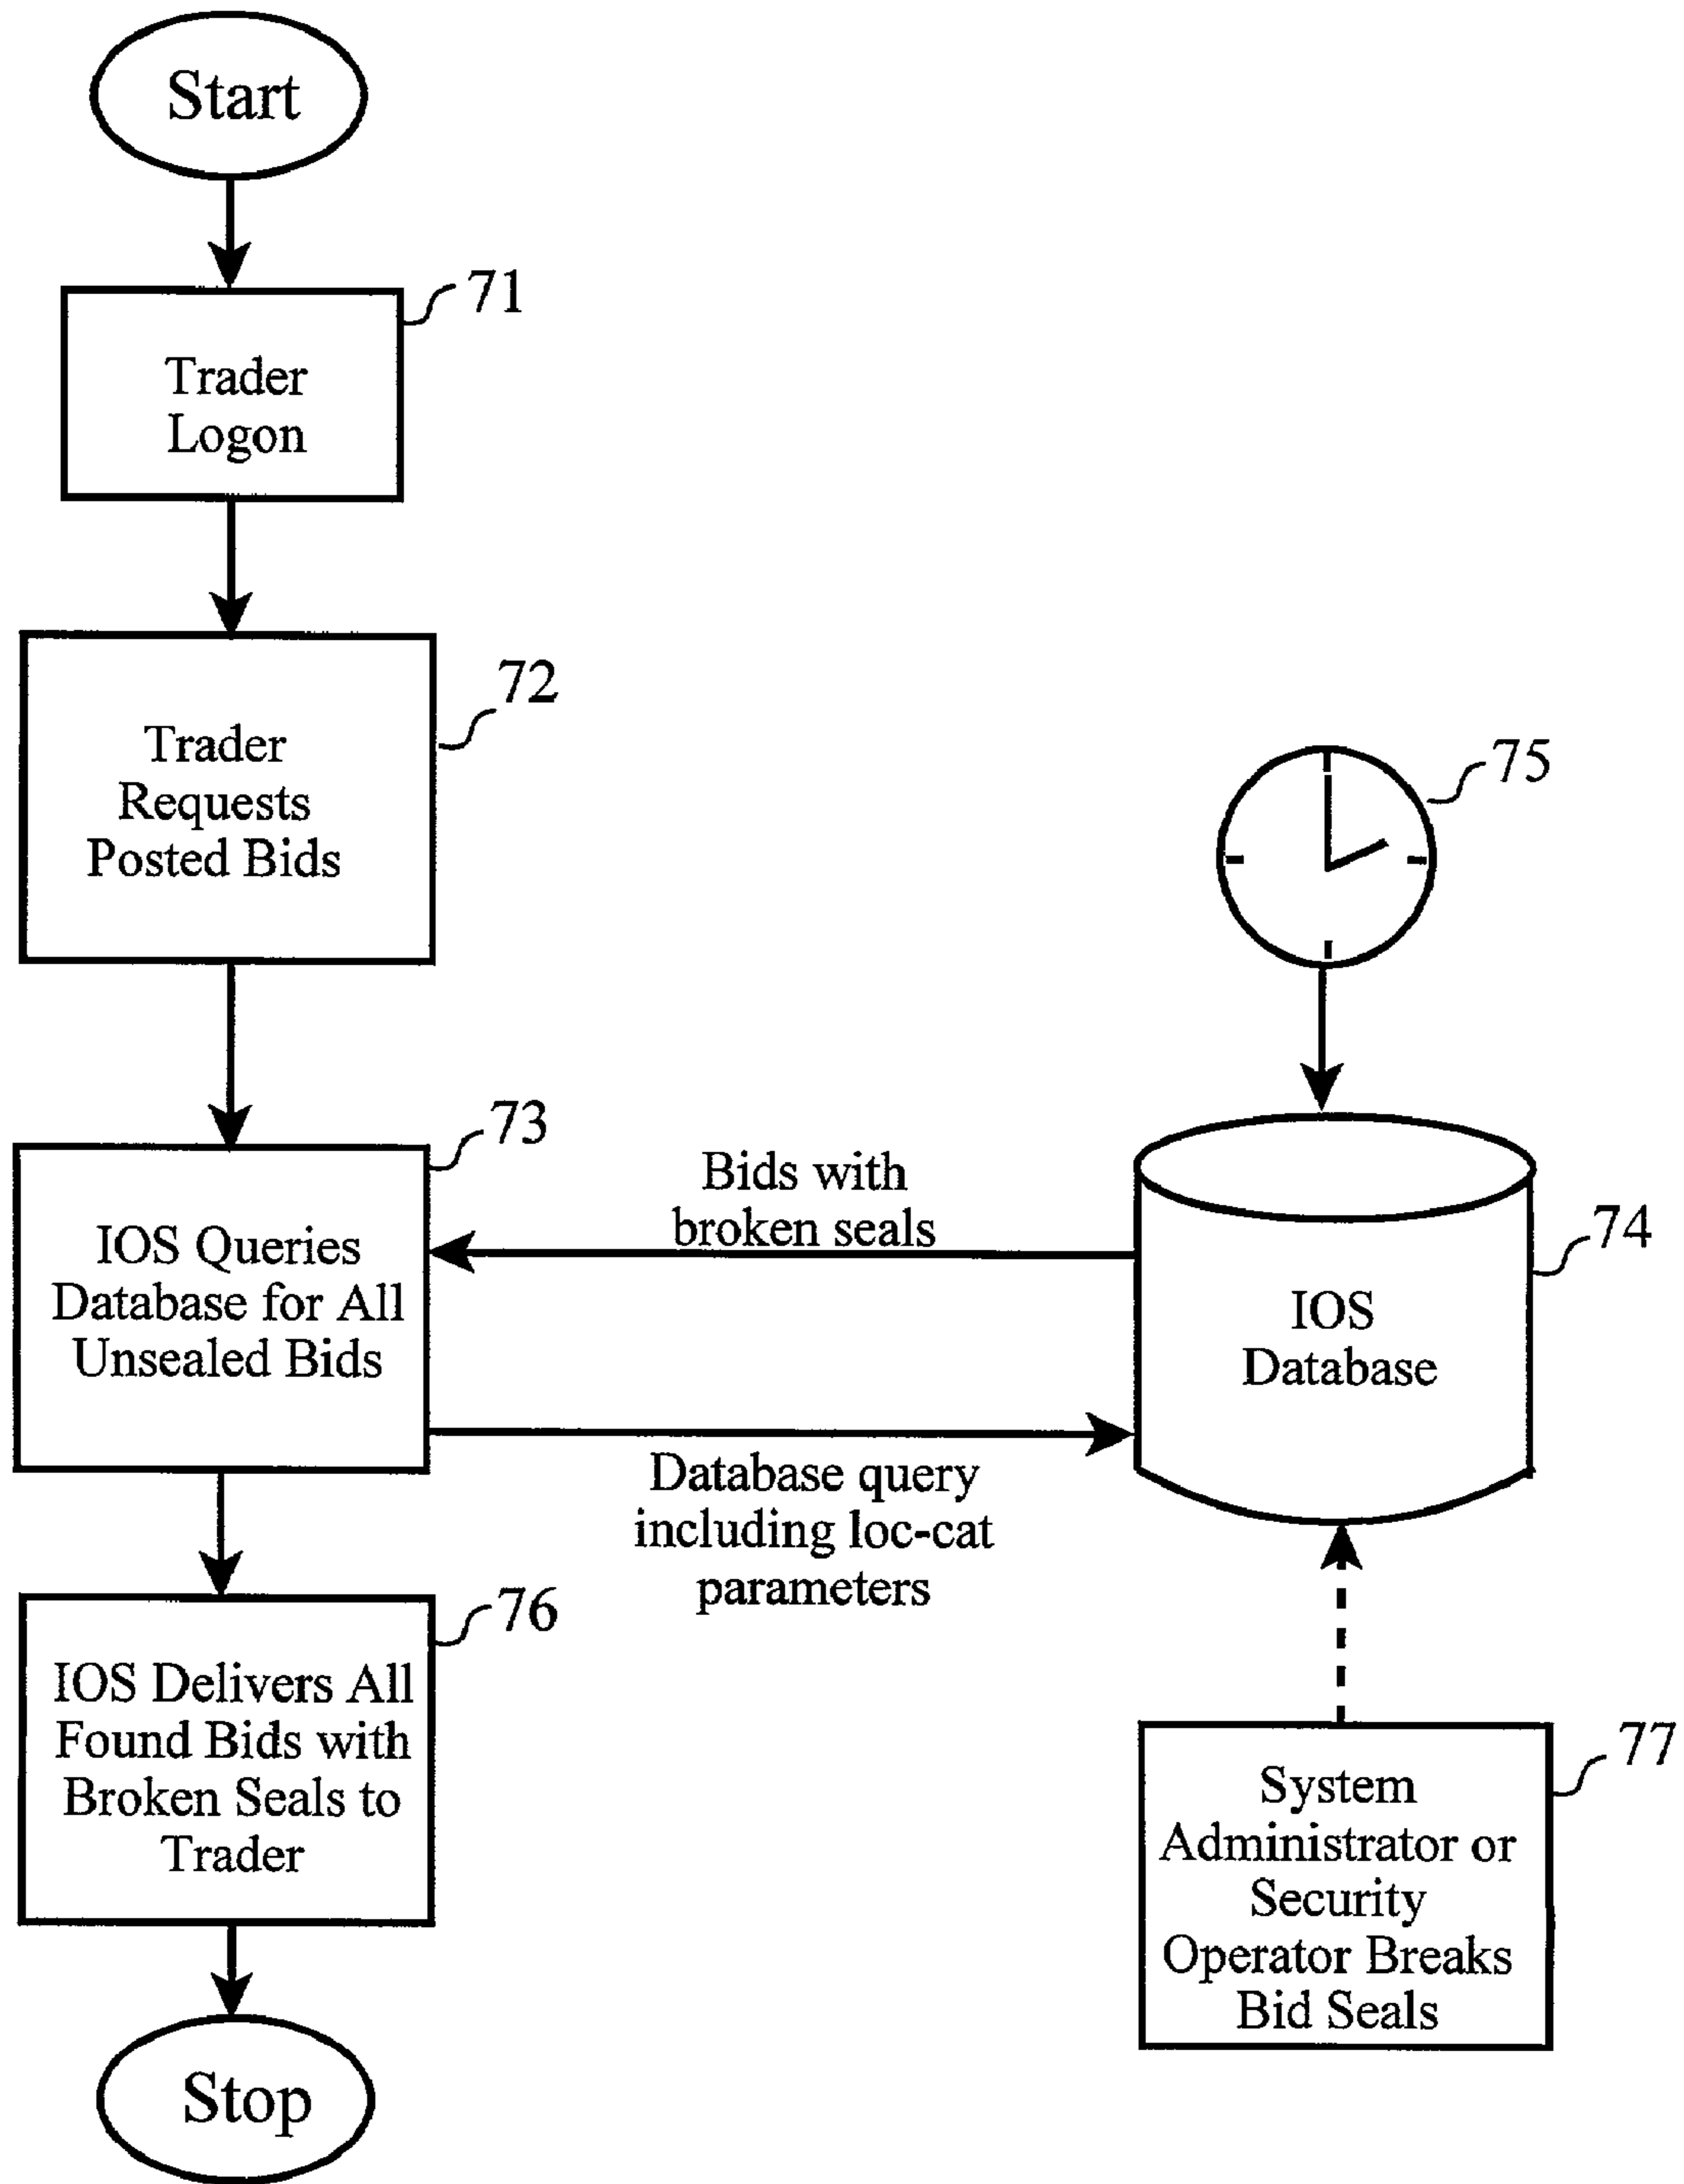 Start
71
Trader
Logon
72
Trader
Requests
Posted Bids
75
73
IOS Queries
Database for All
Unsealed Bids
Bids with
broken seals
74
IOS
Database
Database query
including loc-cat
parameters
76
IOS Delivers All
Found Bids with
Broken Seals to
Trader
77
System
Administrator or
Security
Operator Breaks
Bid Seals
Stop